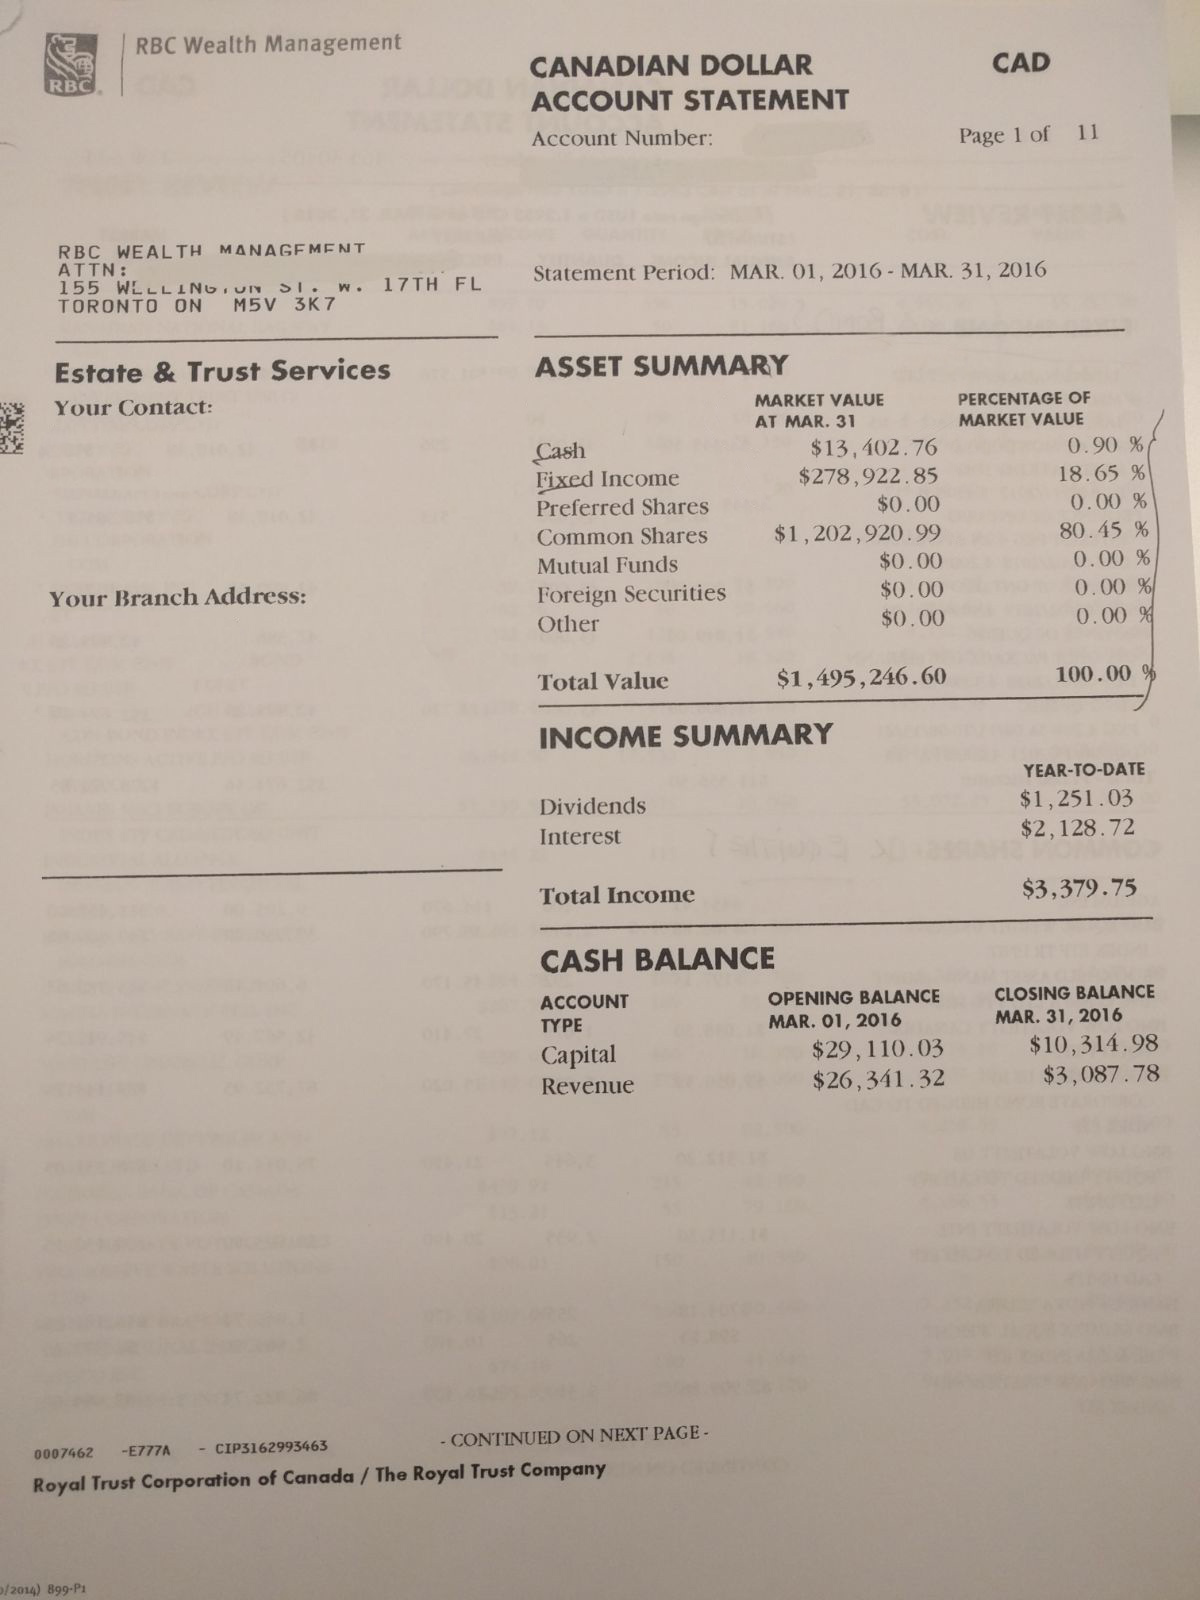 RBC Wealth Management
RBC
CANADIAN DOLLAR CAD
ACCOUNT STATEMENT
Account Number: Page 1 of 11
RBC WEALTH MANAGEMENT
ATTN:
155 WELLINGTON ST. W. 17TH FL
TORONTO ON M5V 3K7
Statement Period: MAR. 01, 2016 - MAR. 31, 2016
Estate & Trust Services
Your Contact:
Your Branch Address:
ASSET SUMMARY
MARKET VALUE PERCENTAGE OF
AT MAR. 31 MARKET VALUE
Cash $13,402.76 0.90 %
Fixed Income $278,922.85 18.65 %
Preferred Shares $0.00 0.00 %
Common Shares $1,202,920.99 80.45 %
Mutual Funds $0.00 0.00 %
Foreign Securities $0.00 0.00 %
Other $0.00 0.00 %
Total Value $1,495,246.60 100.00 %
INCOME SUMMARY
YEAR-TO-DATE
Dividends $1,251.03
Interest $2,128.72
Total Income $3,379.75
CASH BALANCE
ACCOUNT OPENING BALANCE CLOSING BALANCE
TYPE MAR. 01, 2016 MAR. 31, 2016
Capital $29,110.03 $10,314.98
Revenue $26,341.32 $3,087.78
- CONTINUED ON NEXT PAGE -
0007462 -E777A - CIP3162993463
Royal Trust Corporation of Canada / The Royal Trust Company
/2014) 899-P1